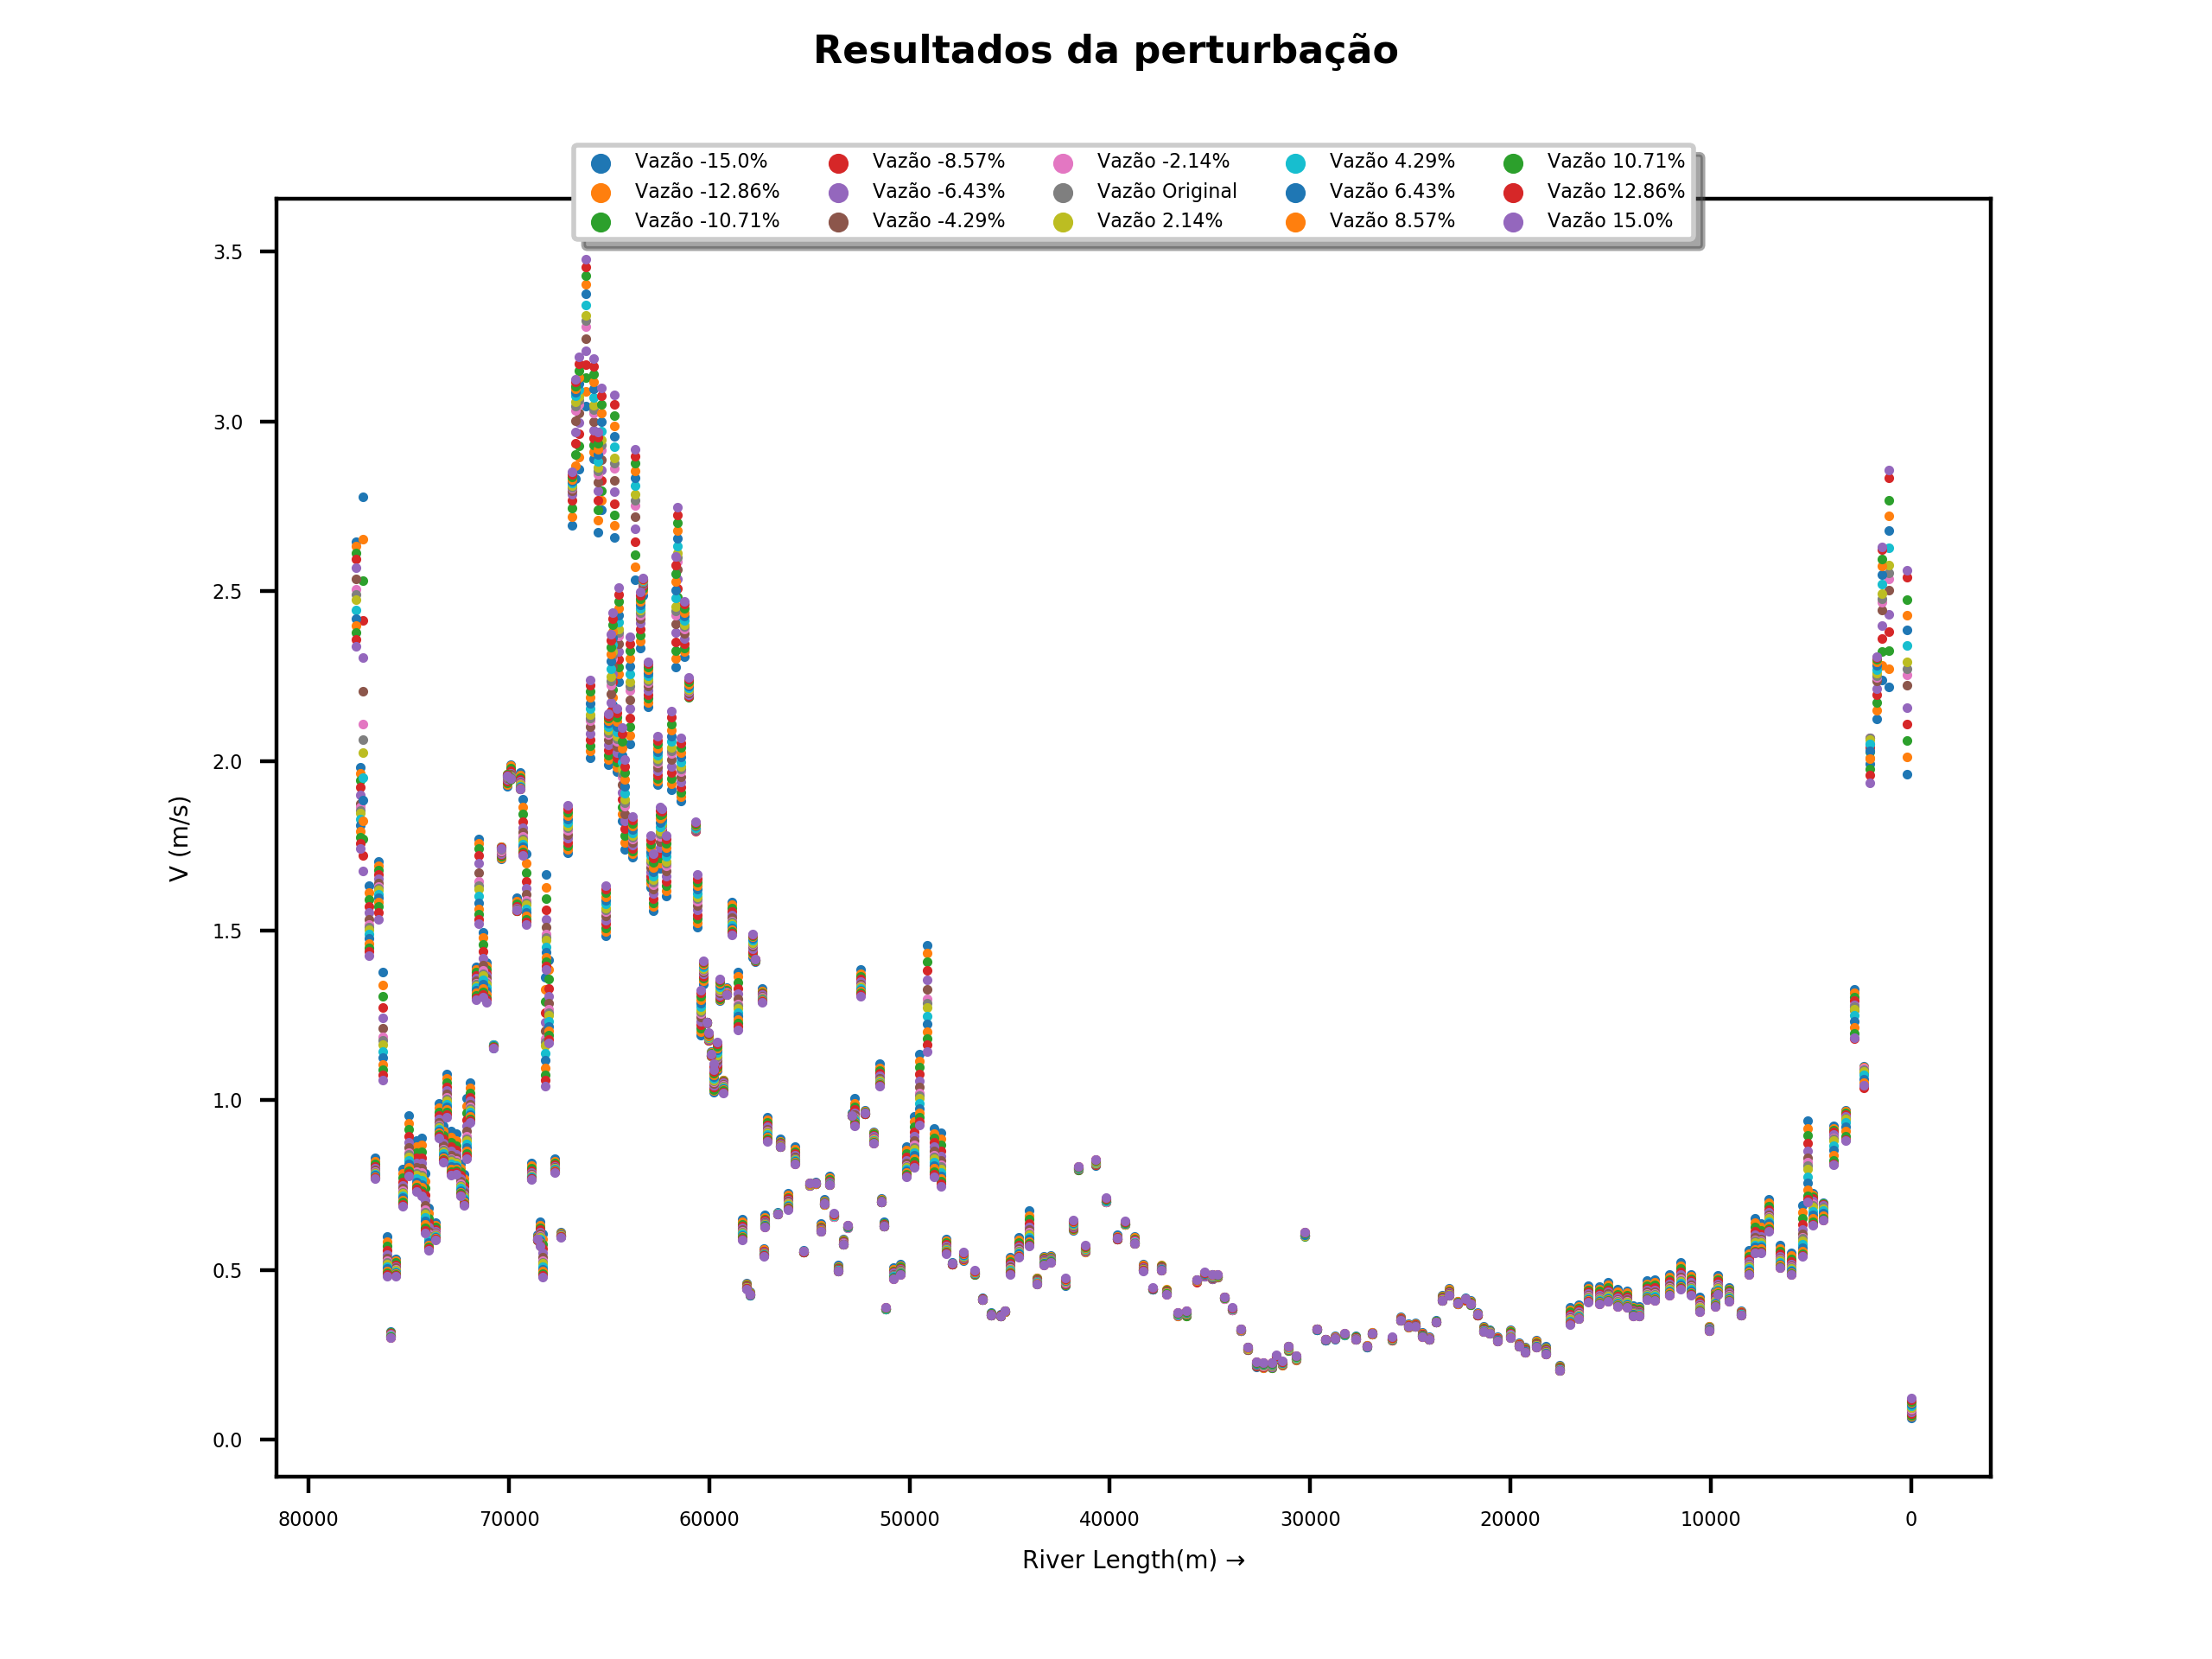 Resultados da perturbação
Vazão -15.0% Vazão -8.57% Vazão -2.14% Vazão 4.29% Vazão 10.71%
Vazão -12.86% Vazão -6.43% Vazão Original Vazão 6.43% Vazão 12.86%
Vazão -10.71% Vazão -4.29% Vazão 2.14% Vazão 8.57% Vazão 15.0%
3.5
3.0
2.5
2.0
1.5
1.0
0.5
0.0
V (m/s)
80000 70000 60000 50000 40000 30000 20000 10000 0
River Length(m) →